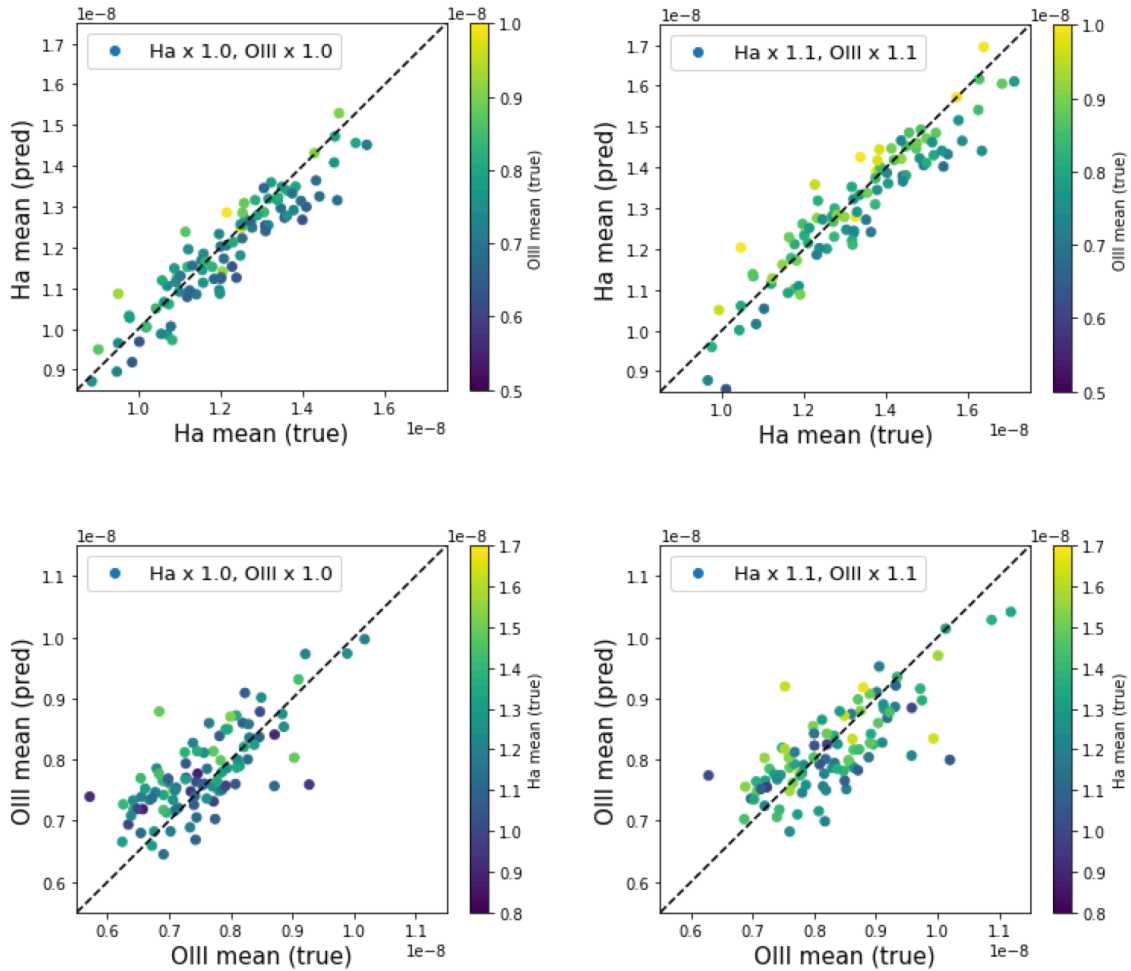 1e−8
1e−8
1.7
1.6
1.5
1.4
1.3
1.2
1.1
1.0
0.9
Ha mean (pred)
Ha x 1.0, OIII x 1.0
1.0
1.2
1.4
1.6
1e−8
Ha mean (true)
1.0
0.9
0.8
0.7
0.6
0.5
OIII mean (true)
1e−8
1e−8
1.7
1.6
1.5
1.4
1.3
1.2
1.1
1.0
0.9
Ha mean (pred)
Ha x 1.1, OIII x 1.1
1.0
1.2
1.4
1.6
1e−8
Ha mean (true)
1.0
0.9
0.8
0.7
0.6
0.5
OIII mean (true)
1e−8
1e−8
1.1
1.0
0.9
0.8
0.7
0.6
OIII mean (pred)
Ha x 1.0, OIII x 1.0
0.6
0.7
0.8
0.9
1.0
1.1
1e−8
OIII mean (true)
1.7
1.6
1.5
1.4
1.3
1.2
1.1
1.0
0.9
0.8
Ha mean (true)
1e−8
1e−8
1.1
1.0
0.9
0.8
0.7
0.6
OIII mean (pred)
Ha x 1.1, OIII x 1.1
0.6
0.7
0.8
0.9
1.0
1.1
1e−8
OIII mean (true)
1.7
1.6
1.5
1.4
1.3
1.2
1.1
1.0
0.9
0.8
Ha mean (true)